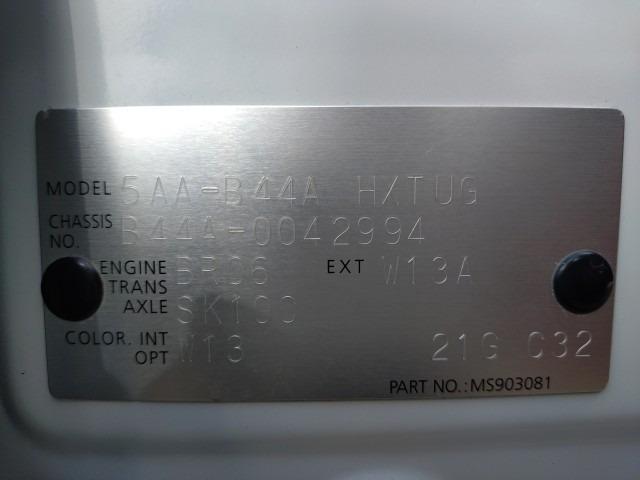 MODEL 5AA-B44A HXTUG
CHASSIS NO. B44A-0042994
ENGINE BR06 EXT W13A
TRANS AXLE SK100
COLOR. INT W13
OPT 21G C32
PART NO.: MS903081